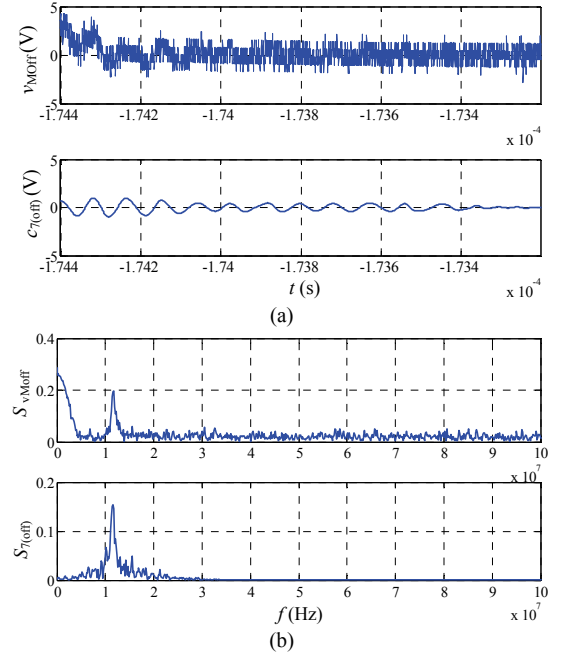 5
0
5
v_MOff (V)
-1.744 -1.742 -1.74 -1.738 -1.736 -1.734
x 10^-4
5
0
-5
c_7(off) (V)
-1.744 -1.742 -1.74 -1.738 -1.736 -1.734
x 10^-4
t (s)
(a)
0.4
0.2
0
S_vMoff
0 1 2 3 4 5 6 7 8 9 10
x 10^7
0.2
0.1
0
S_7(off)
0 1 2 3 4 5 6 7 8 9 10
x 10^7
f (Hz)
(b)